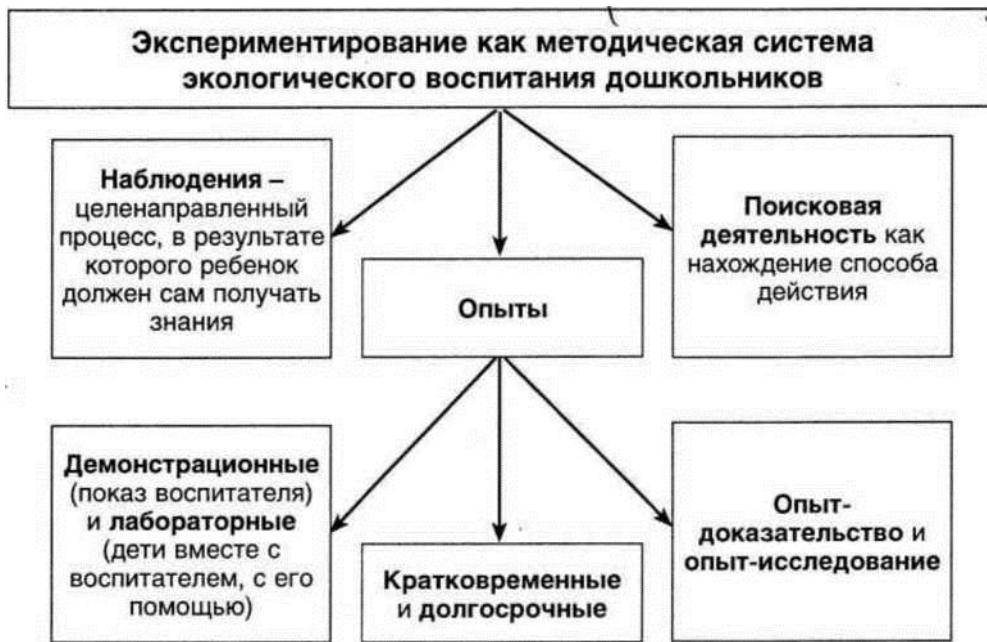 Экспериментирование как методическая система
экологического воспитания дошкольников
Наблюдения –
целенаправленный
процесс, в результате
которого ребенок
должен сам получать
знания
Опыты
Поисковая
деятельность как
нахождение способа
действия
Демонстрационные
(показ воспитателя)
и лабораторные
(дети вместе с
воспитателем, с его
помощью)
Кратковременные
и долгосрочные
Опыт-
доказательство и
опыт-исследование